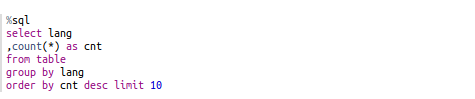 %sql
select lang
,count(*) as cnt
from table
group by lang
order by cnt desc limit 10